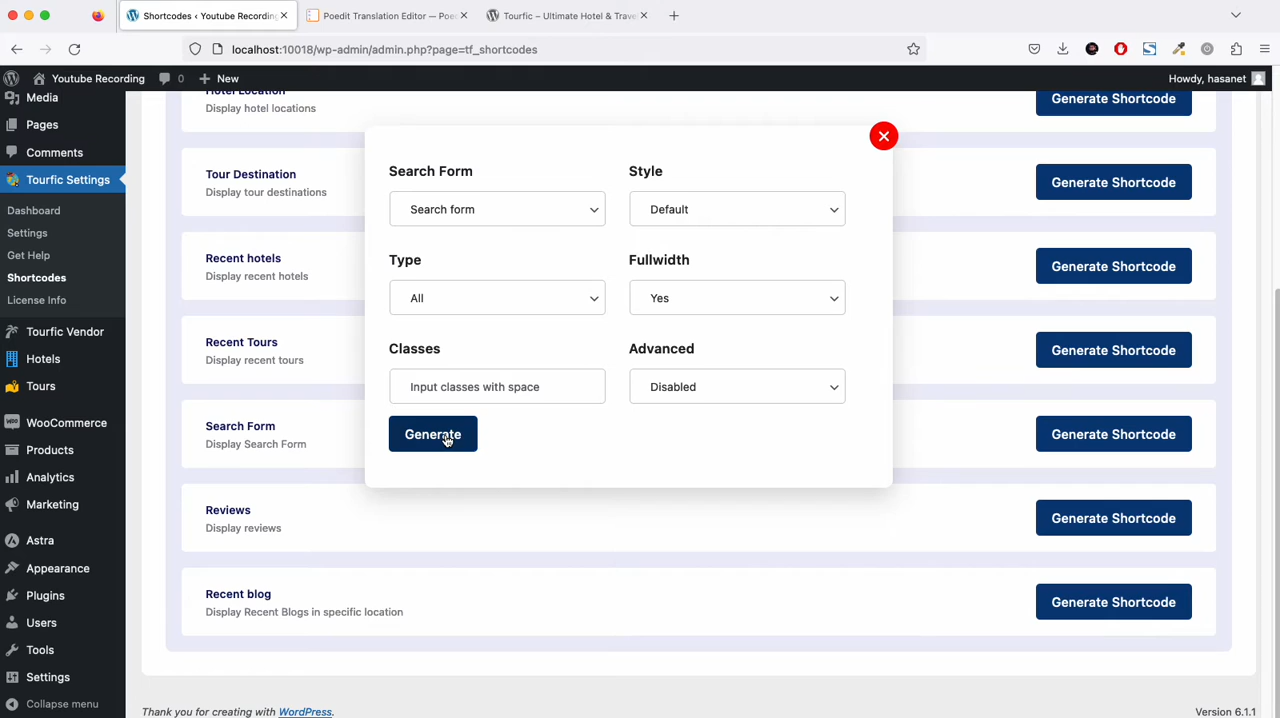 Shortcodes ‹ Youtube Recording
Poedit Translation Editor — Poe
Tourfic – Ultimate Hotel & Trave
localhost:10018/wp-admin/admin.php?page=tf_shortcodes
Youtube Recording
0
New
Howdy, hasanet
Media
Pages
Comments
Tourfic Settings
Dashboard
Settings
Get Help
Shortcodes
License Info
Tourfic Vendor
Hotels
Tours
WooCommerce
Products
Analytics
Marketing
Astra
Appearance
Plugins
Users
Tools
Settings
Collapse menu
Hotel Location
Display hotel locations
Generate Shortcode
Tour Destination
Display tour destinations
Generate Shortcode
Recent hotels
Display recent hotels
Generate Shortcode
Recent Tours
Display recent tours
Generate Shortcode
Search Form
Display Search Form
Generate Shortcode
Reviews
Display reviews
Generate Shortcode
Recent blog
Display Recent Blogs in specific location
Generate Shortcode
Search Form
Search form
Style
Default
Type
All
Fullwidth
Yes
Classes
Input classes with space
Advanced
Disabled
Generate
Thank you for creating with WordPress.
Version 6.1.1